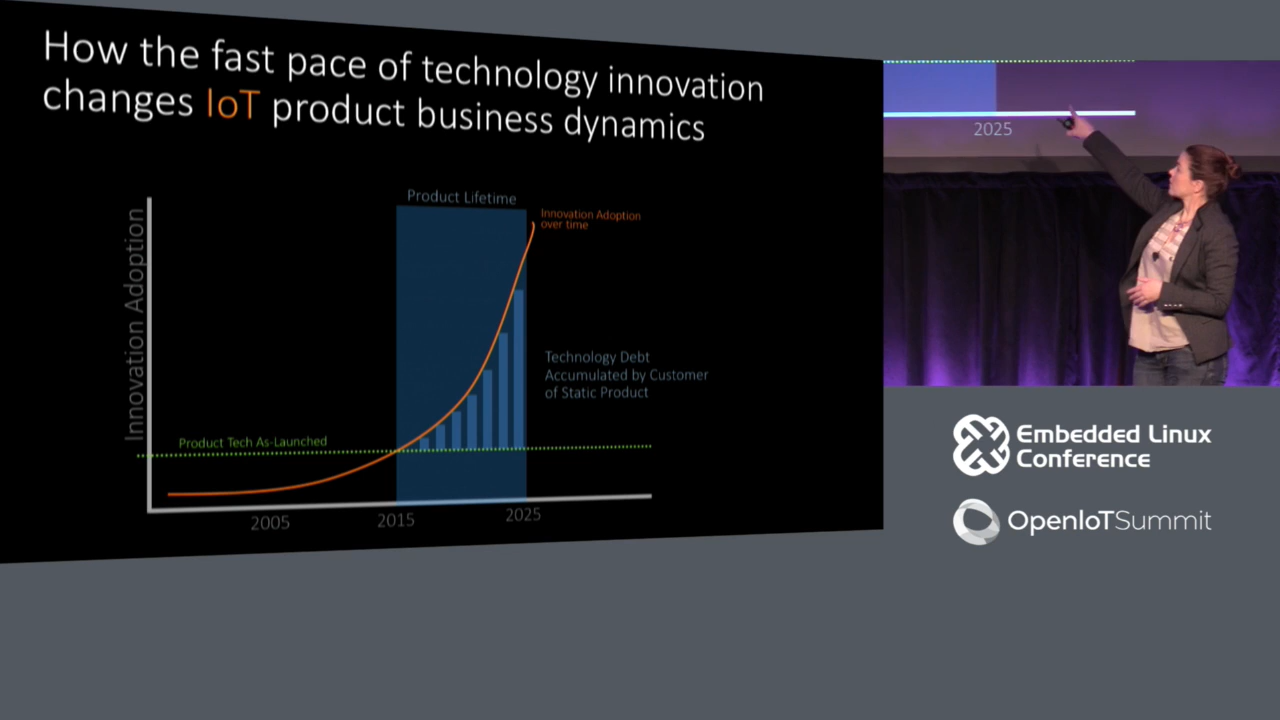 How the fast pace of technology innovation
changes IoT product business dynamics
Product Lifetime
Innovation Adoption
over time
Innovation Adoption
Technology Debt
Accumulated by Customer
of Static Product
Product Tech As-Launched
2005
2015
2025
2025
Embedded Linux
Conference
OpenIoTSummit